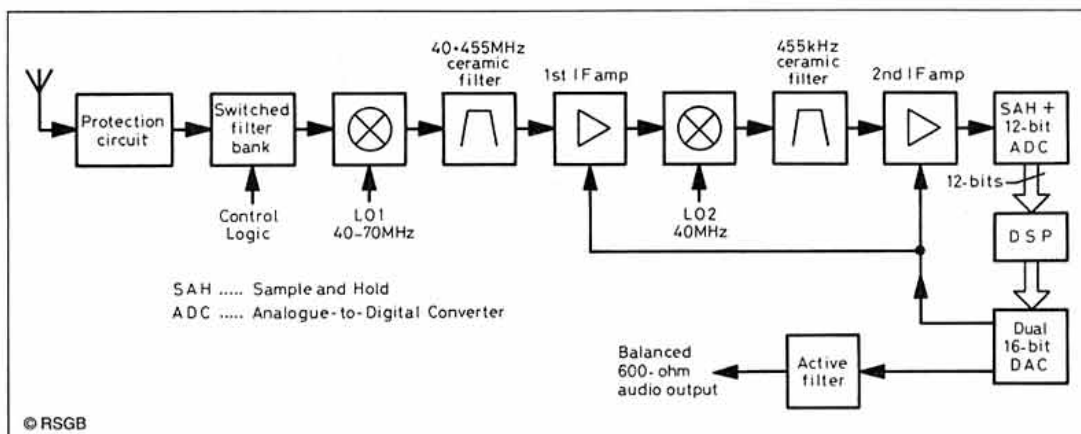 40•455MHz
ceramic
filter
1st IF amp
455kHz
ceramic
filter
2nd IF amp
Protection
circuit
Switched
filter
bank
SAH +
12-bit
ADC
12-bits
Control
Logic
LO1
40-70MHz
LO2
40MHz
DSP
SAH ..... Sample and Hold
ADC ..... Analogue-to-Digital Converter
Dual
16-bit
DAC
Balanced
600-ohm
audio output
Active
filter
© RSGB